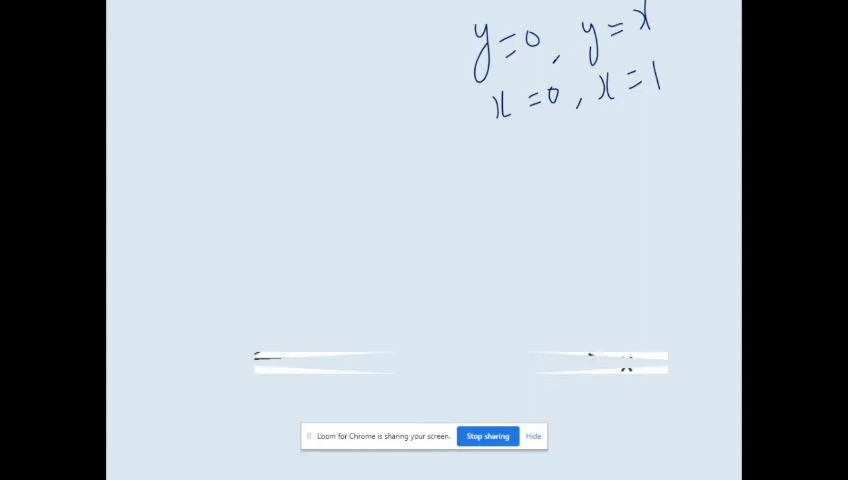 y=0, y=x
x=0, x=1
Loom for Chrome is sharing your screen. Stop sharing Hide